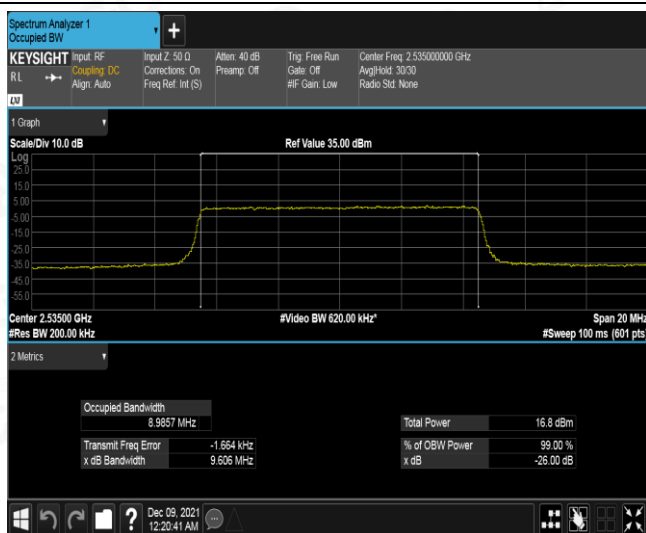 Spectrum Analyzer 1
Occupied BW
+
KEYSIGHT Input: RF Input Z: 50 Ω Atten: 40 dB Trig: Free Run Center Freq: 2.535000000 GHz
RL Coupling: DC Corrections: On Preamp: Off Gate: Off Avg|Hold: 30/30
Align: Auto Freq Ref: Int (S) #IF Gain: Low Radio Std: None
LXI
1 Graph
Scale/Div 10.0 dB Ref Value 35.00 dBm
Log
25.0
15.0
5.00
-5.00
-15.0
-25.0
-35.0
-45.0
-55.0
Center 2.53500 GHz #Video BW 620.00 kHz* Span 20 MHz
#Res BW 200.00 kHz #Sweep 100 ms (601 pts)
2 Metrics
Occupied Bandwidth
8.9857 MHz Total Power 16.8 dBm
Transmit Freq Error -1.664 kHz % of OBW Power 99.00 %
x dB Bandwidth 9.606 MHz x dB -26.00 dB
? Dec 09, 2021
12:20:41 AM